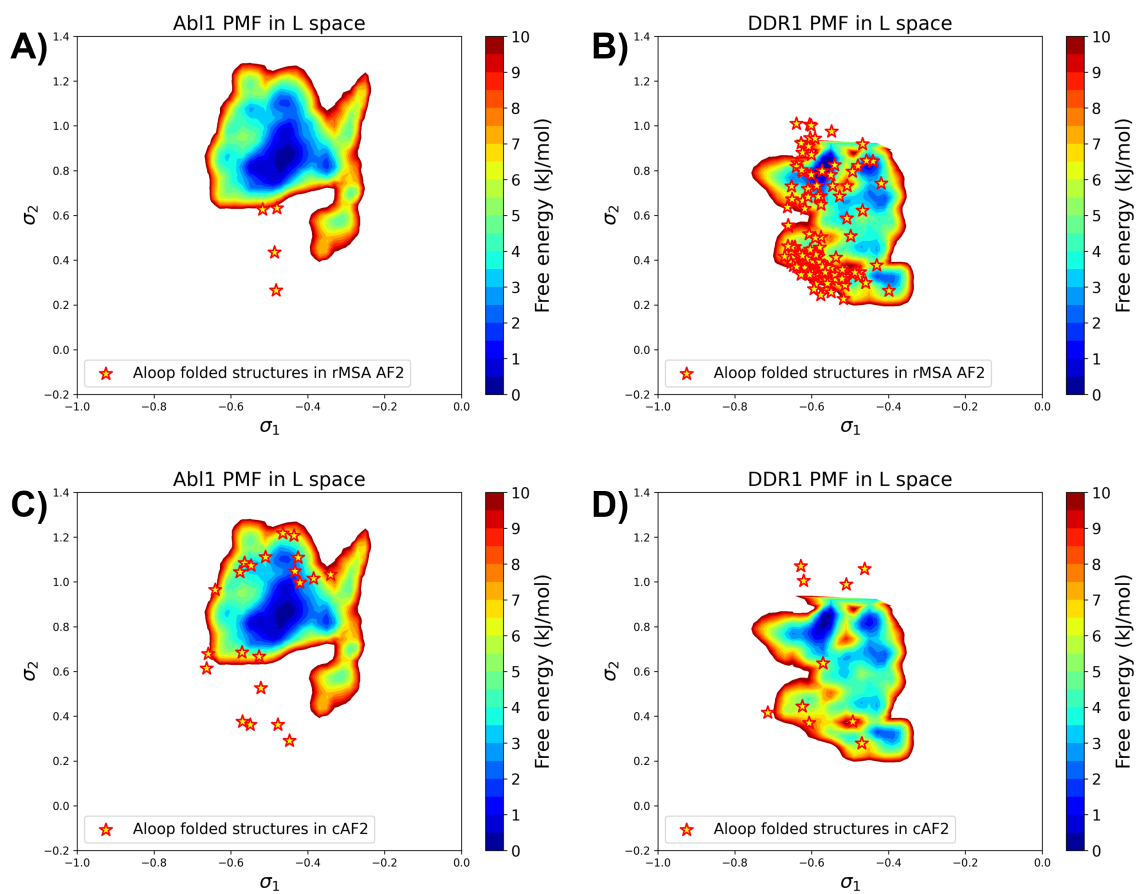 A)
Abl1 PMF in L space
1.4
1.2
1.0
0.8
0.6
0.4
0.2
0.0
−0.2
σ2
−1.0 −0.8 −0.6 −0.4 −0.2 0.0
σ1
Aloop folded structures in rMSA AF2
10
9
8
7
6
5
4
3
2
1
0
Free energy (kJ/mol)
B)
DDR1 PMF in L space
1.4
1.2
1.0
0.8
0.6
0.4
0.2
0.0
−0.2
σ2
−1.0 −0.8 −0.6 −0.4 −0.2 0.0
σ1
Aloop folded structures in rMSA AF2
10
9
8
7
6
5
4
3
2
1
0
Free energy (kJ/mol)
C)
Abl1 PMF in L space
1.4
1.2
1.0
0.8
0.6
0.4
0.2
0.0
−0.2
σ2
−1.0 −0.8 −0.6 −0.4 −0.2 0.0
σ1
Aloop folded structures in cAF2
10
9
8
7
6
5
4
3
2
1
0
Free energy (kJ/mol)
D)
DDR1 PMF in L space
1.4
1.2
1.0
0.8
0.6
0.4
0.2
0.0
−0.2
σ2
−1.0 −0.8 −0.6 −0.4 −0.2 0.0
σ1
Aloop folded structures in cAF2
10
9
8
7
6
5
4
3
2
1
0
Free energy (kJ/mol)